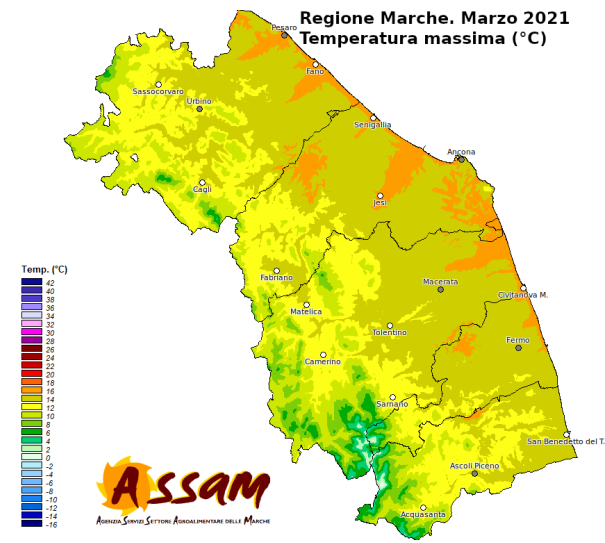 Regione Marche. Marzo 2021
Temperatura massima (°C)
Pesaro
Fano
Sassocorvaro
Urbino
Senigallia
Ancona
Cagli
Jesi
Fabriano
Macerata
Civitanova M.
Matelica
Tolentino
Fermo
Camerino
Sarnano
San Benedetto del T.
Ascoli Piceno
Acquasanta
Temp. (°C)
42
40
38
36
34
32
30
28
26
24
22
20
18
16
14
12
10
8
6
4
2
0
-2
-4
-6
-8
-10
-12
-14
-16
Assam
Agenzia Servizi Settore Agroalimentare delle Marche